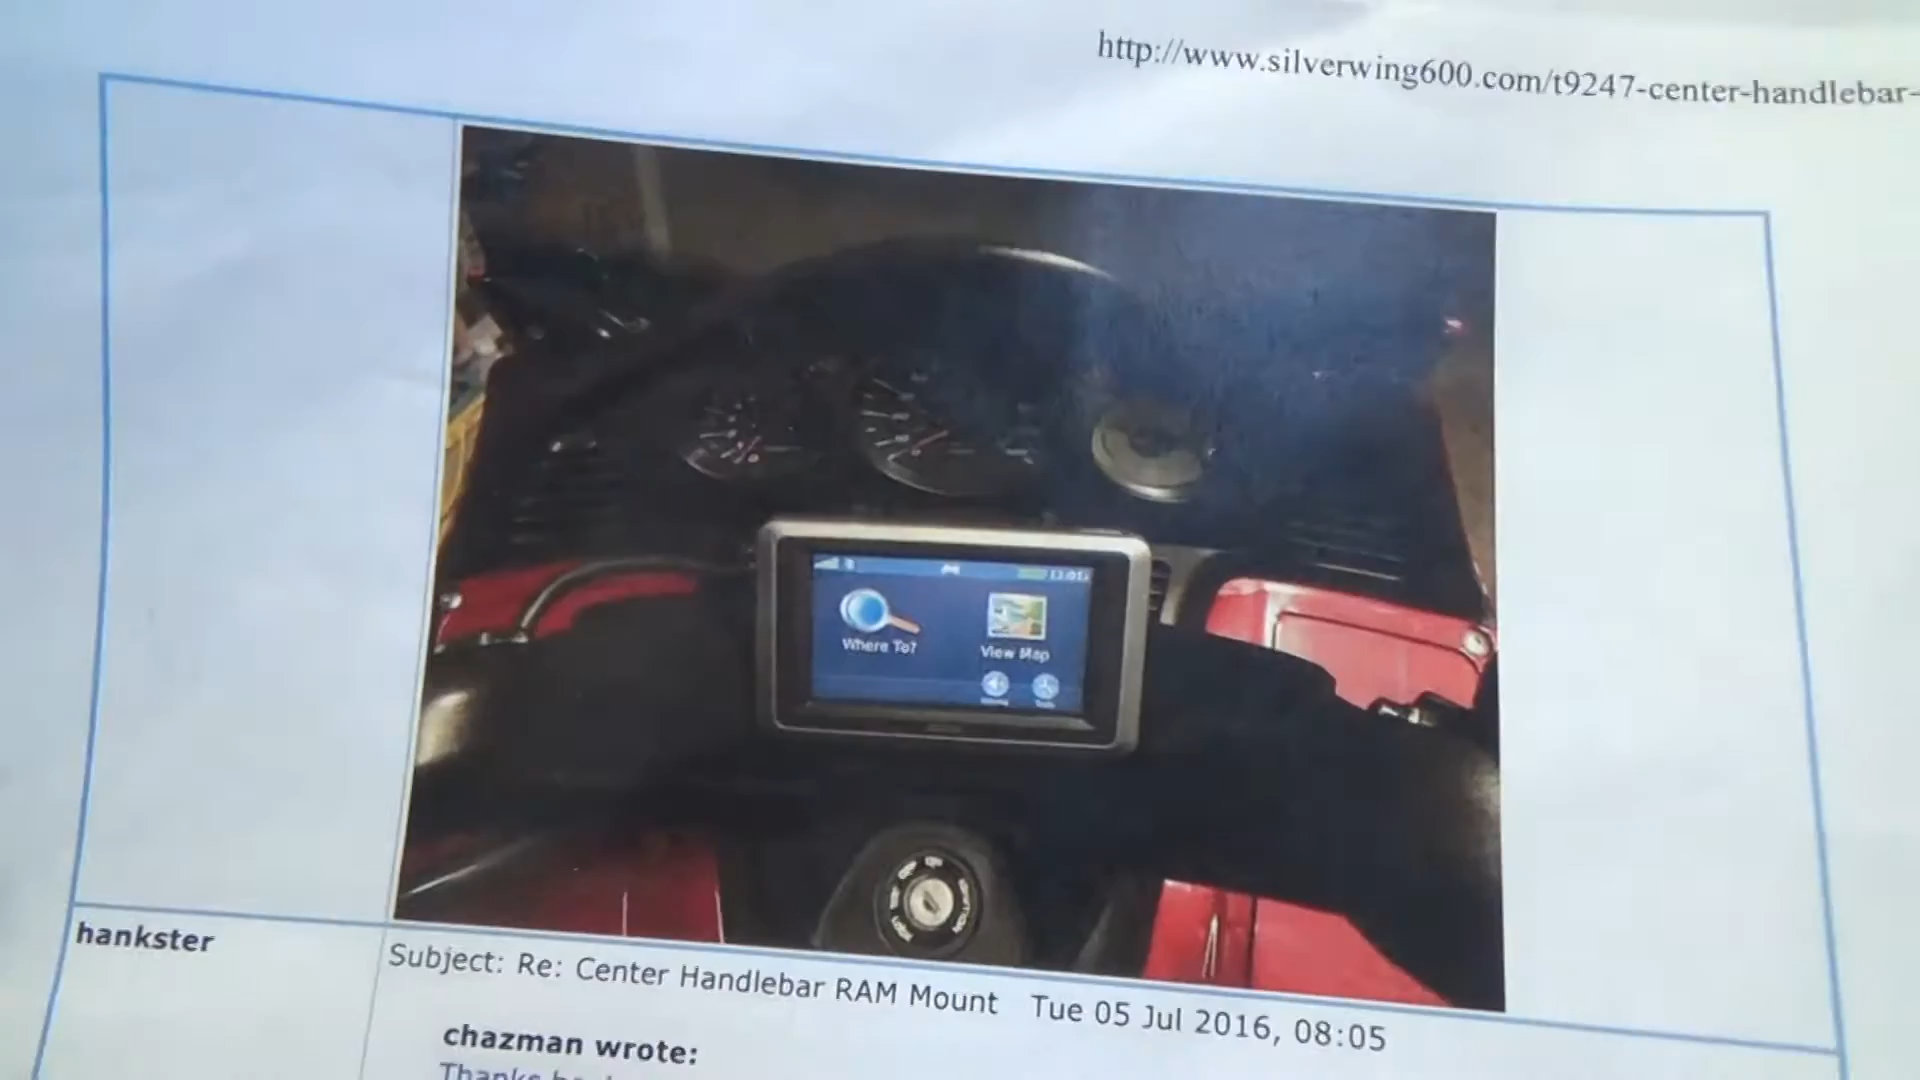 http://www.silverwing600.com/t9247-center-handlebar-
Where To?
View Map
hankster
Subject: Re: Center Handlebar RAM Mount Tue 05 Jul 2016, 08:05
chazman wrote:
Thanks